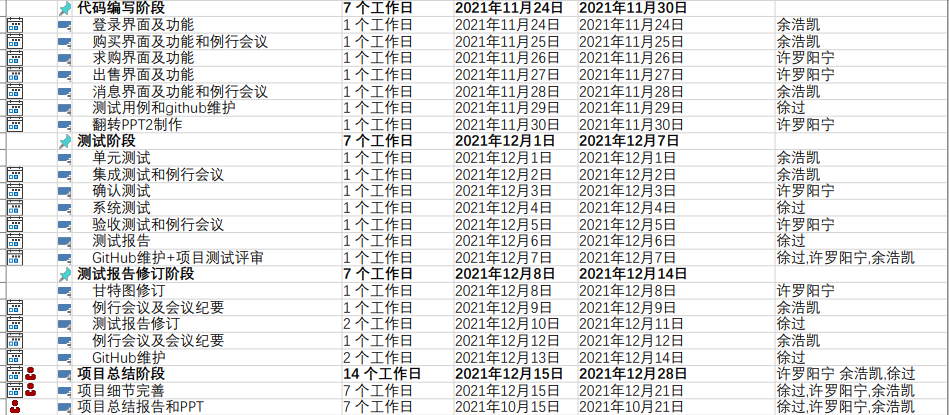 代码编写阶段 7 个工作日 2021年11月24日 2021年11月30日
登录界面及功能 1 个工作日 2021年11月24日 2021年11月24日 余浩凯
购买界面及功能和例行会议 1 个工作日 2021年11月25日 2021年11月25日 余浩凯
求购界面及功能 1 个工作日 2021年11月26日 2021年11月26日 许罗阳宁
出售界面及功能 1 个工作日 2021年11月27日 2021年11月27日 许罗阳宁
消息界面及功能和例行会议 1 个工作日 2021年11月28日 2021年11月28日 余浩凯
测试用例和github维护 1 个工作日 2021年11月29日 2021年11月29日 徐过
翻转PPT2制作 1 个工作日 2021年11月30日 2021年11月30日 许罗阳宁
测试阶段 7 个工作日 2021年12月1日 2021年12月7日
单元测试 1 个工作日 2021年12月1日 2021年12月1日 余浩凯
集成测试和例行会议 1 个工作日 2021年12月2日 2021年12月2日 余浩凯
确认测试 1 个工作日 2021年12月3日 2021年12月3日 许罗阳宁
系统测试 1 个工作日 2021年12月4日 2021年12月4日 徐过
验收测试和例行会议 1 个工作日 2021年12月5日 2021年12月5日 许罗阳宁
测试报告 1 个工作日 2021年12月6日 2021年12月6日 徐过
GitHub维护+项目测试评审 1 个工作日 2021年12月7日 2021年12月7日 徐过,许罗阳宁,余浩凯
测试报告修订阶段 7 个工作日 2021年12月8日 2021年12月14日
甘特图修订 1 个工作日 2021年12月8日 2021年12月8日 许罗阳宁
例行会议及会议纪要 1 个工作日 2021年12月9日 2021年12月9日 余浩凯
测试报告修订 2 个工作日 2021年12月10日 2021年12月11日 徐过
例行会议及会议纪要 1 个工作日 2021年12月12日 2021年12月12日 余浩凯
GitHub维护 2 个工作日 2021年12月13日 2021年12月14日 徐过
项目总结阶段 14 个工作日 2021年12月15日 2021年12月28日 许罗阳宁 余浩凯,徐过
项目细节完善 7 个工作日 2021年12月15日 2021年12月21日 徐过,许罗阳宁,余浩凯
项目总结报告和PPT 7 个工作日 2021年10月15日 2021年10月21日 徐过,许罗阳宁,余浩凯